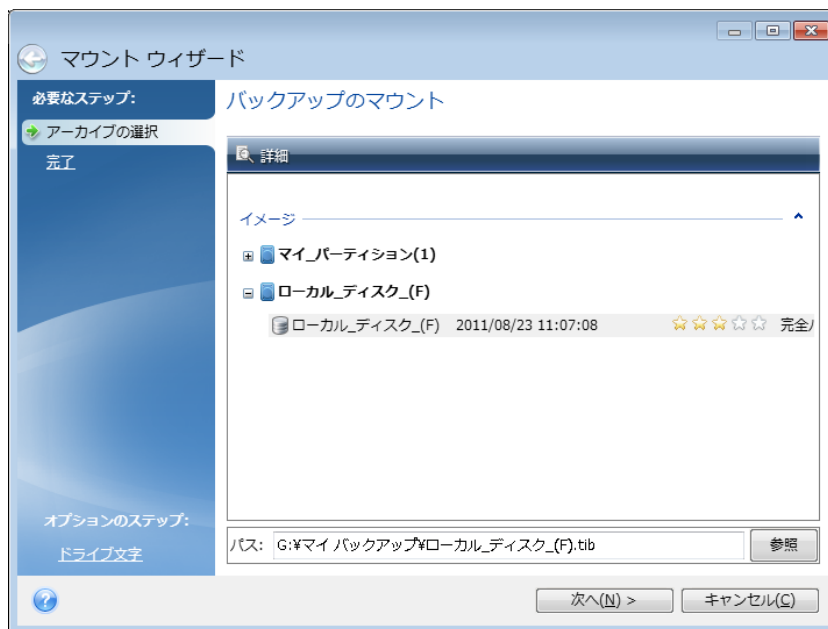 マウント ウィザード
必要なステップ:
アーカイブの選択
完了
オプションのステップ:
ドライブ文字
バックアップのマウント
詳細
イメージ
マイ_パーティション(1)
ローカル_ディスク_(F)
ローカル_ディスク_(F) 2011/08/23 11:07:08 完全
パス: G:¥マイ バックアップ¥ローカル_ディスク_(F).tib 参照
次へ(N) > キャンセル(C)